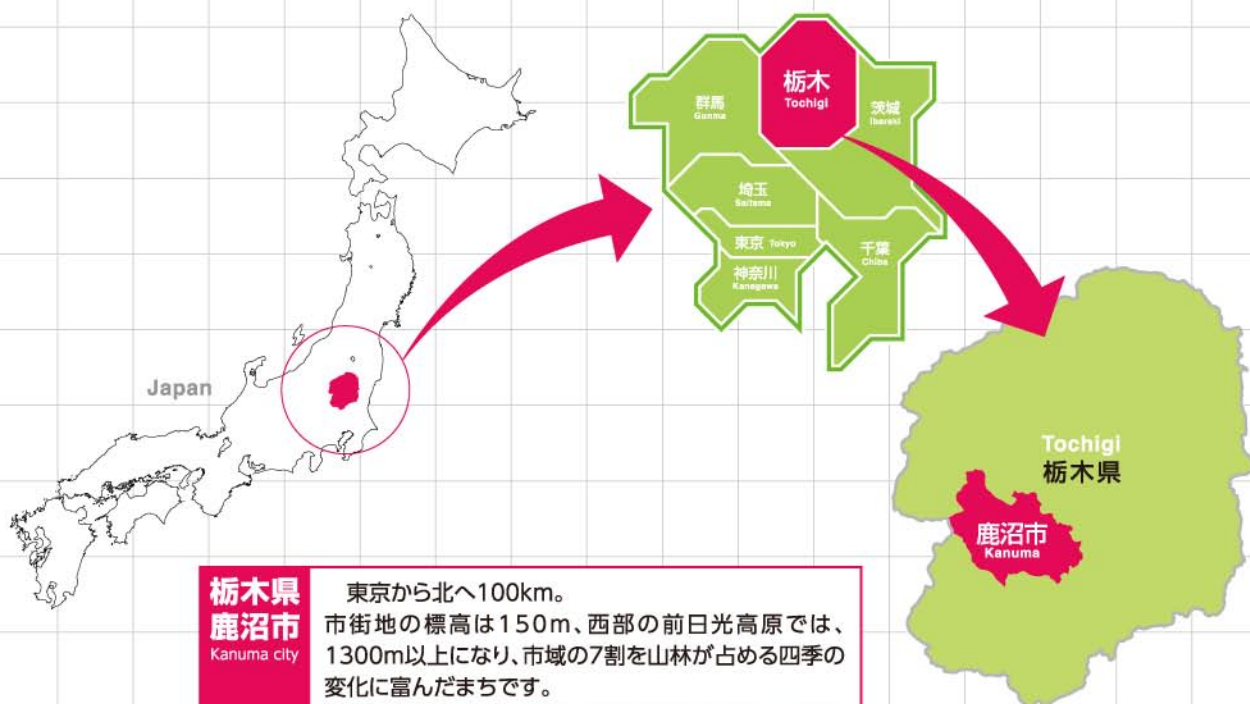 栃木
Tochigi
群馬
Gunma
茨城
Ibaraki
埼玉
Saitama
東京 Tokyo
千葉
Chiba
神奈川
Kanagawa
Japan
Tochigi
栃木県
鹿沼市
Kanuma
栃木県
鹿沼市
Kanuma city
東京から北へ100km。
市街地の標高は150m、西部の前日光高原では、
1300m以上になり、市域の7割を山林が占める四季の
変化に富んだまちです。